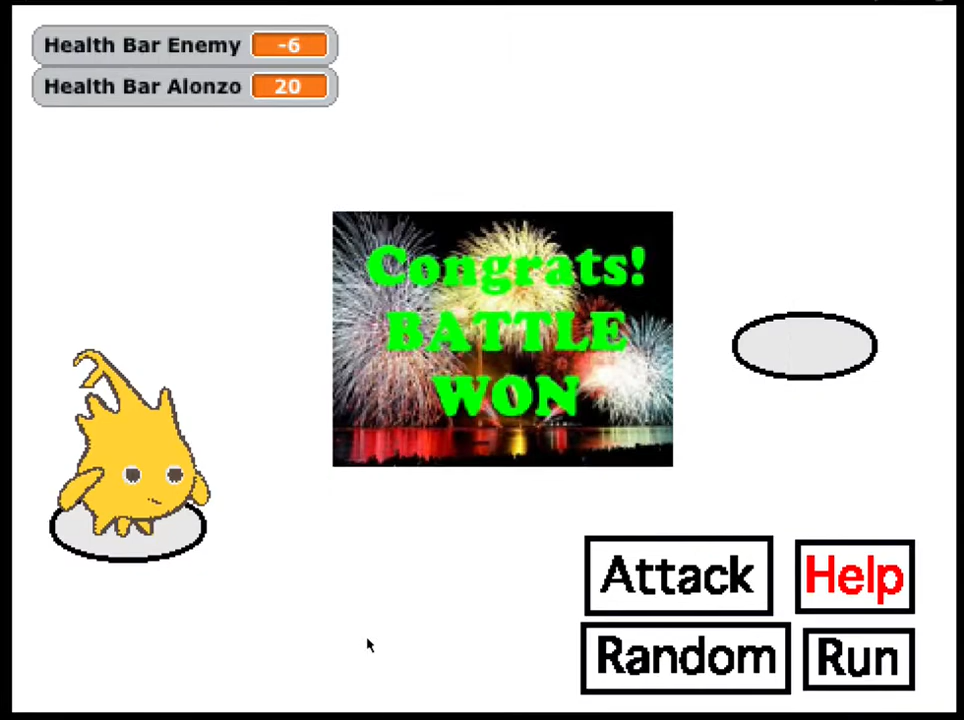 Health Bar Enemy -6
Health Bar Alonzo 20
Congrats!
BATTLE
WON
Attack Help
Random Run